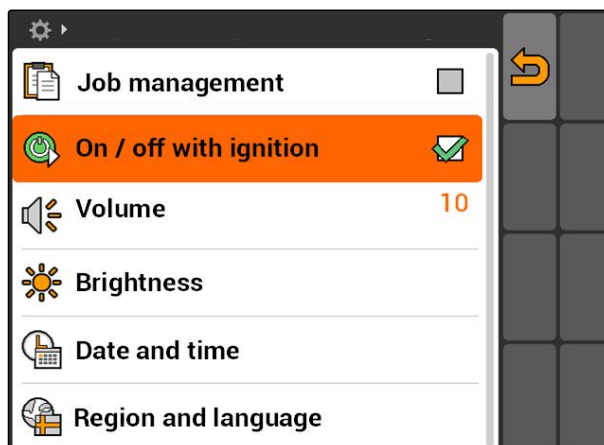 Job management
On / off with ignition
Volume 10
Brightness
Date and time
Region and language